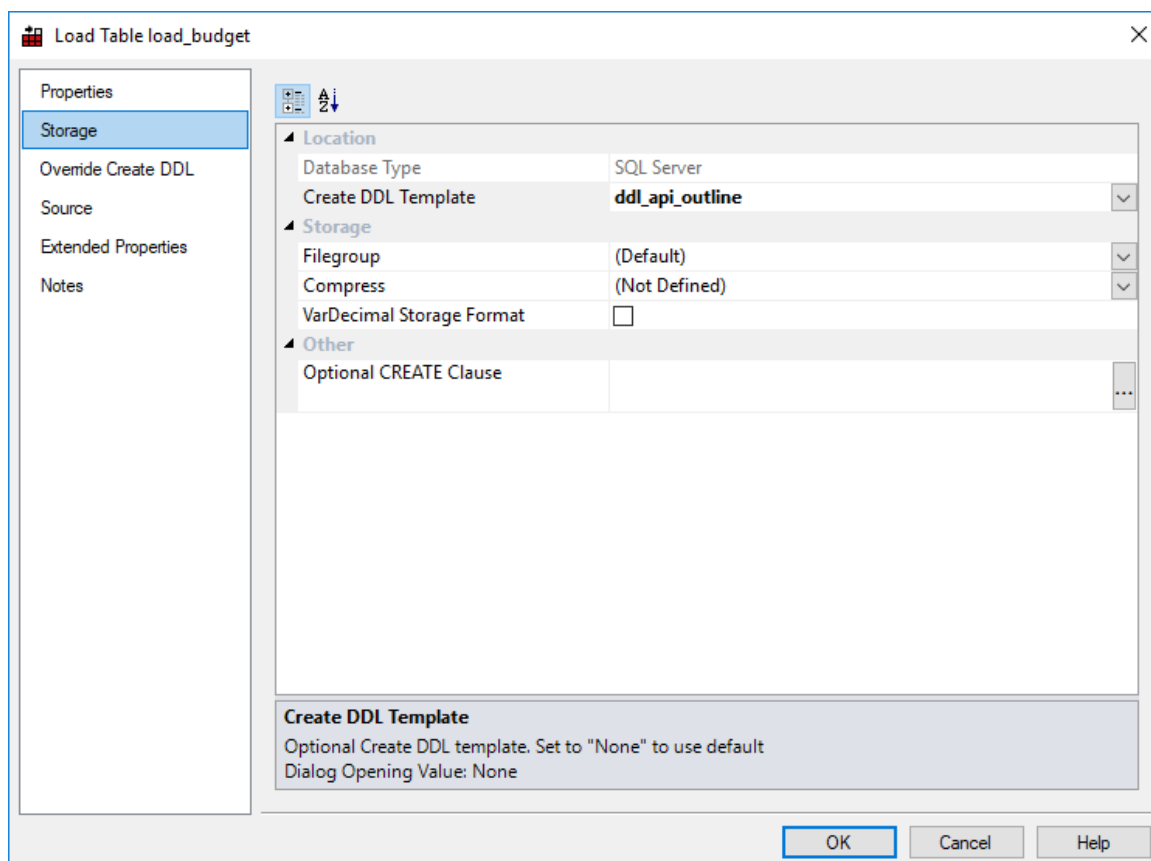 Load Table load_budget
Properties
Storage
Override Create DDL
Source
Extended Properties
Notes
Location
Database Type SQL Server
Create DDL Template ddl_api_outline
Storage
Filegroup (Default)
Compress (Not Defined)
VarDecimal Storage Format
Other
Optional CREATE Clause
...
Create DDL Template
Optional Create DDL template. Set to "None" to use default
Dialog Opening Value: None
OK Cancel Help